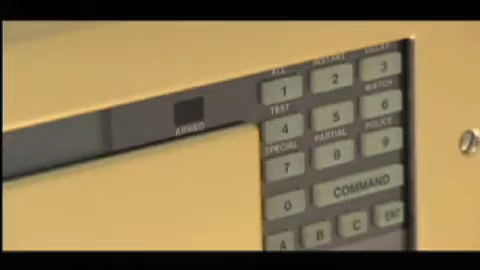 ALL INSTANT DELAY
1 2 3
ARMED
TEST WATCH
4 5 6
SPECIAL PARTIAL POLICE
7 8 9
0 COMMAND
A B C ENT